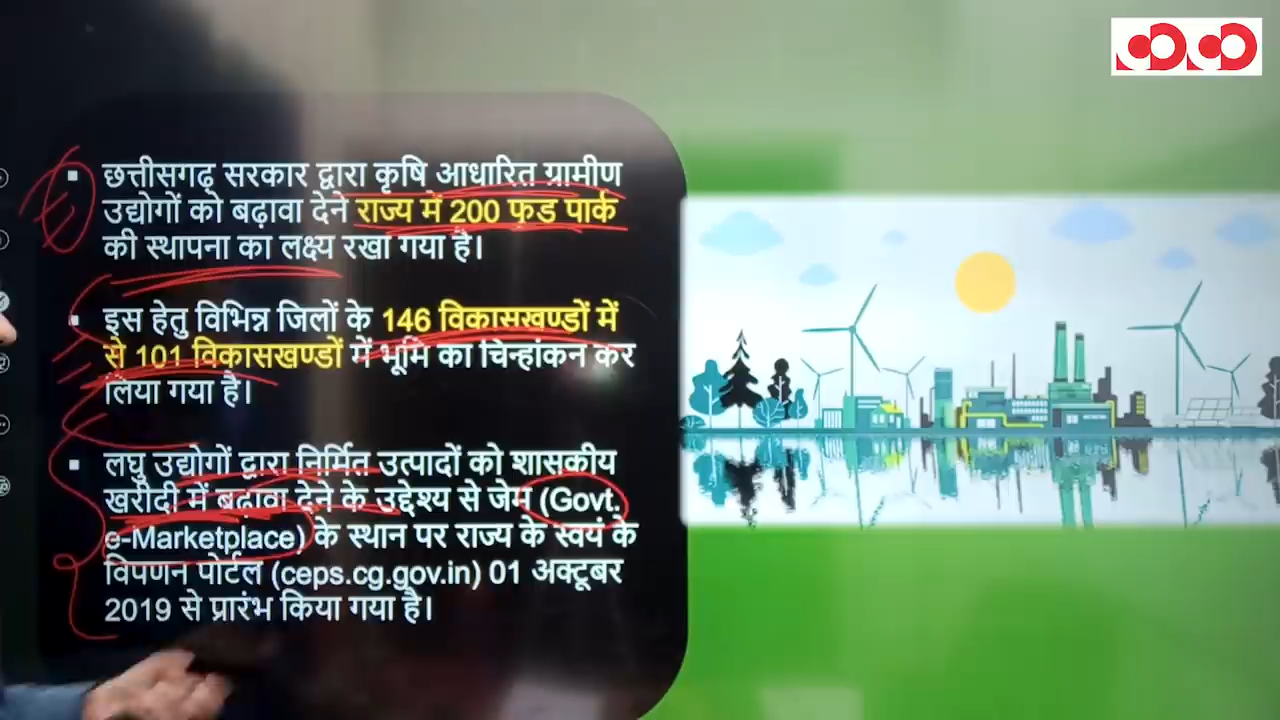 छत्तीसगढ़ सरकार द्वारा कृषि आधारित ग्रामीण
उद्योगों को बढ़ावा देने राज्य में 200 फूड पार्क
की स्थापना का लक्ष्य रखा गया है।
इस हेतु विभिन्न जिलों के 146 विकासखण्डों में
से 101 विकासखण्डों में भूमि का चिन्हांकन कर
लिया गया है।
लघु उद्योगों द्वारा निर्मित उत्पादों को शासकीय
खरीदी में बढ़ावा देने के उद्देश्य से जेम (Govt.
e-Marketplace) के स्थान पर राज्य के स्वयं के
विपणन पोर्टल (ceps.cg.gov.in) 01 अक्टूबर
2019 से प्रारंभ किया गया है।